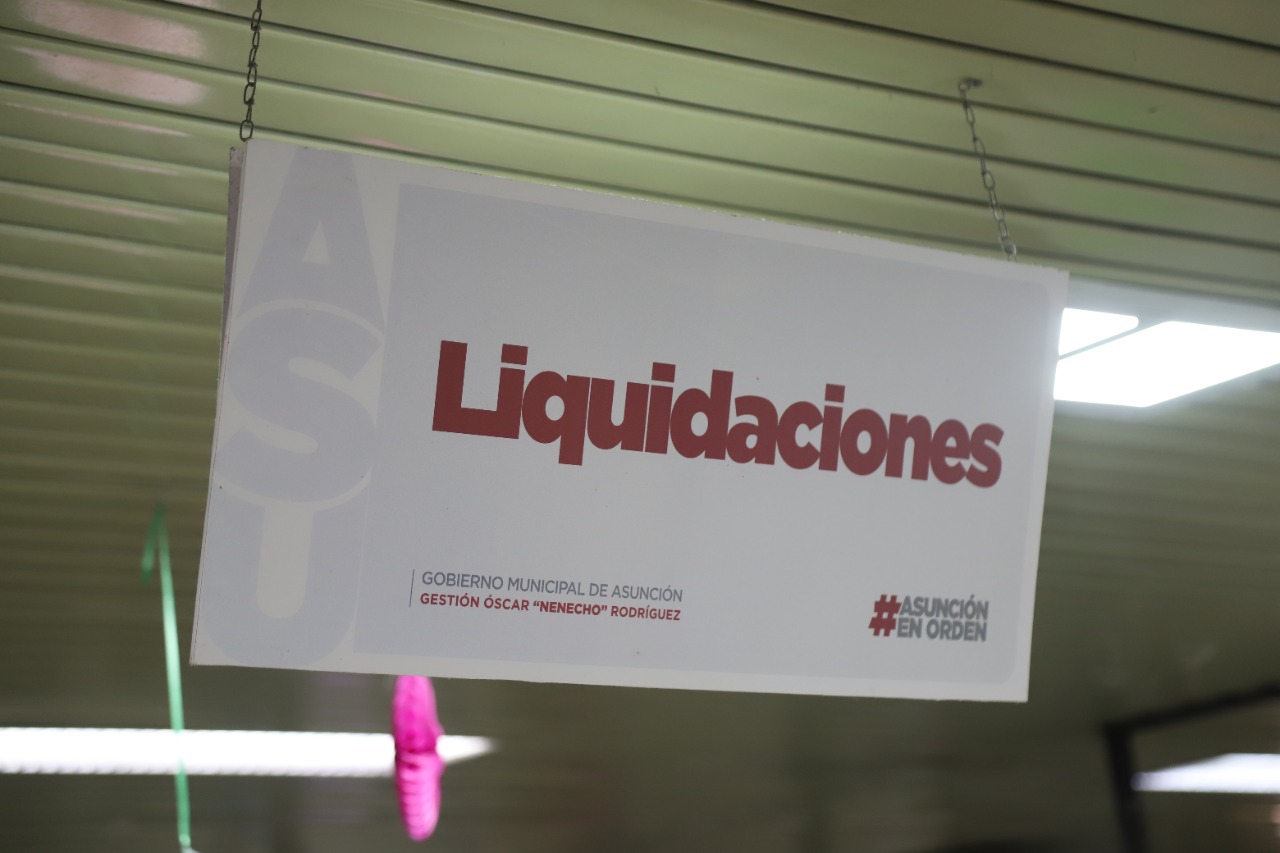 ASU
Liquidaciones
GOBIERNO MUNICIPAL DE ASUNCIÓN
GESTIÓN ÓSCAR “NENECHO” RODRÍGUEZ
#ASUNCIÓN
EN ORDEN